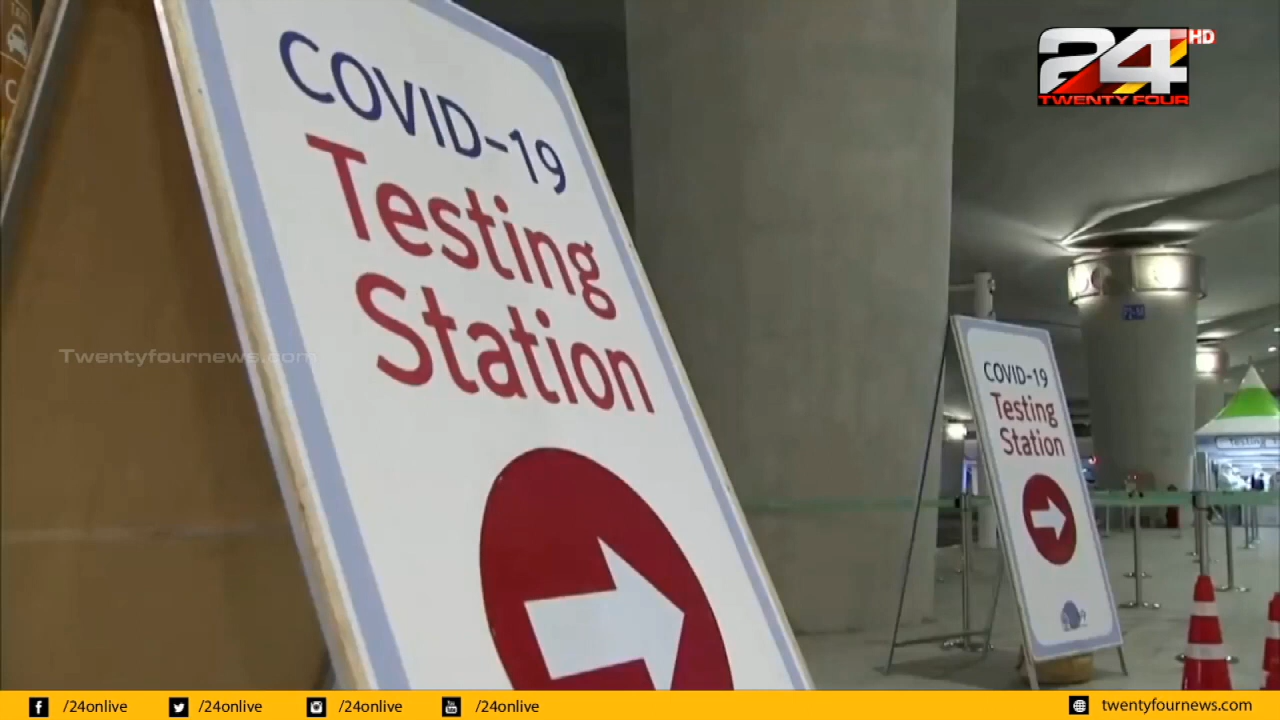 COVID-19
Testing
Station
24 HD
TWENTY FOUR
Twentyfournews.com
COVID-19
Testing
Station
Testing
/24onlive
/24onlive
/24onlive
/24onlive
twentyfournews.com